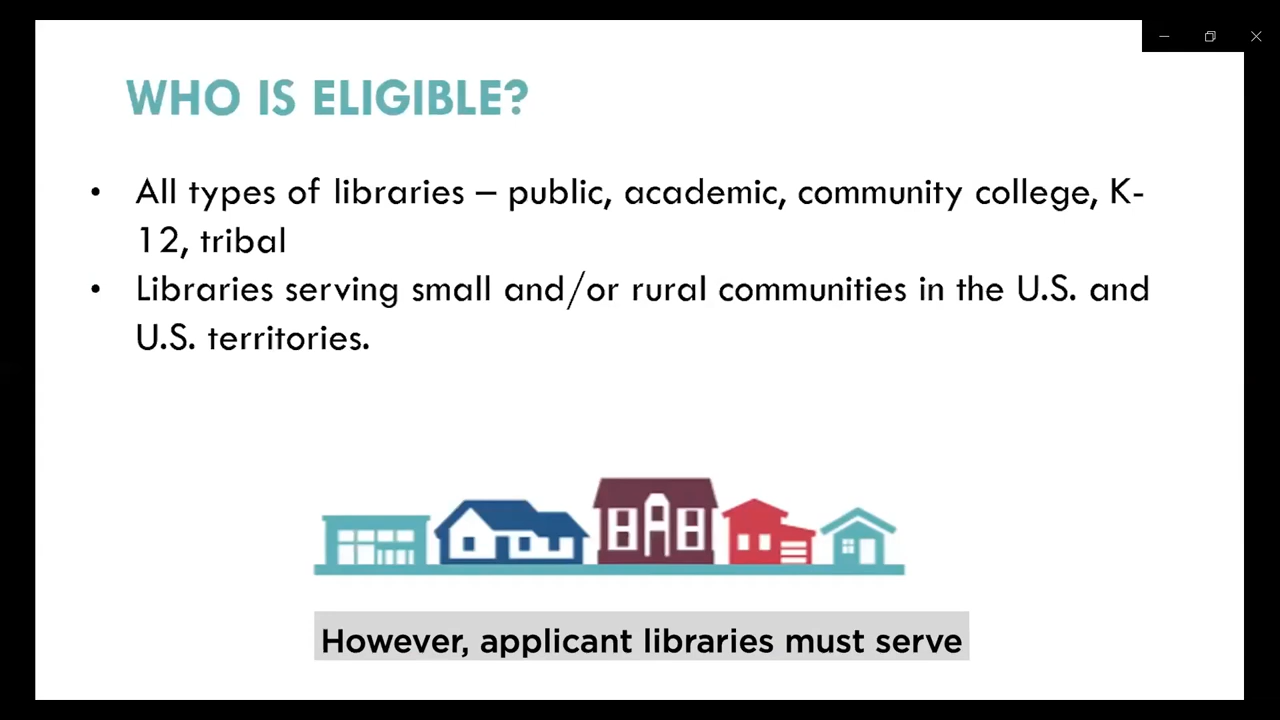 WHO IS ELIGIBLE?
• All types of libraries – public, academic, community college, K-
12, tribal
• Libraries serving small and/or rural communities in the U.S. and
U.S. territories.
However, applicant libraries must serve